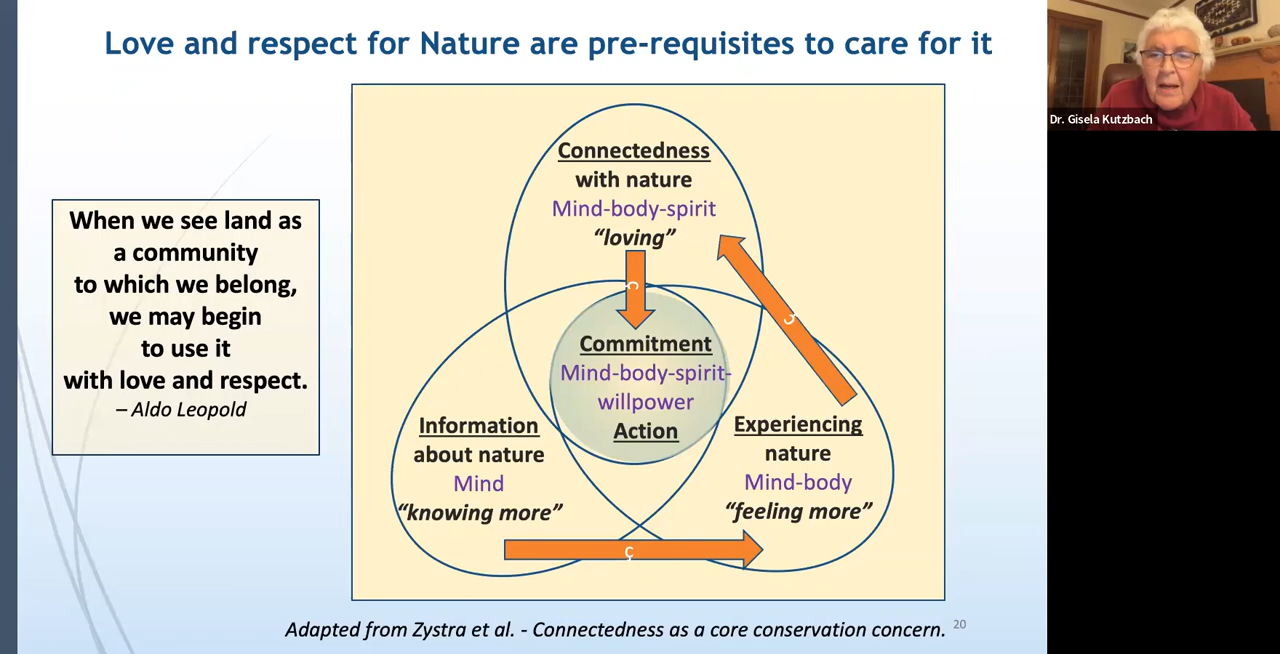 Love and respect for Nature are pre-requisites to care for it
Dr. Gisela Kutzbach
When we see land as
a community
to which we belong,
we may begin
to use it
with love and respect.
– Aldo Leopold
Connectedness
with nature
Mind-body-spirit
“loving”
Commitment
Mind-body-spirit-
willpower
Action
Information
about nature
Mind
“knowing more”
Experiencing
nature
Mind-body
“feeling more”
ç
Adapted from Zystra et al. - Connectedness as a core conservation concern.
20